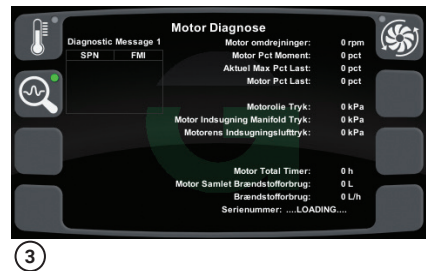 Motor Diagnose
Diagnostic Message 1
SPN FMI
Motor omdrejninger: 0 rpm
Motor Pct Moment: 0 pct
Aktuel Max Pct Last: 0 pct
Motor Pct Last: 0 pct
Motorolie Tryk: 0 kPa
Motor Indsugning Manifold Tryk: 0 kPa
Motorens Indsugningslufttryk: 0 kPa
Motor Total Timer: 0 h
Motor Samlet Brændstofforbrug: 0 L
Brændstofforbrug: 0 L/h
Serienummer: ....LOADING....
3